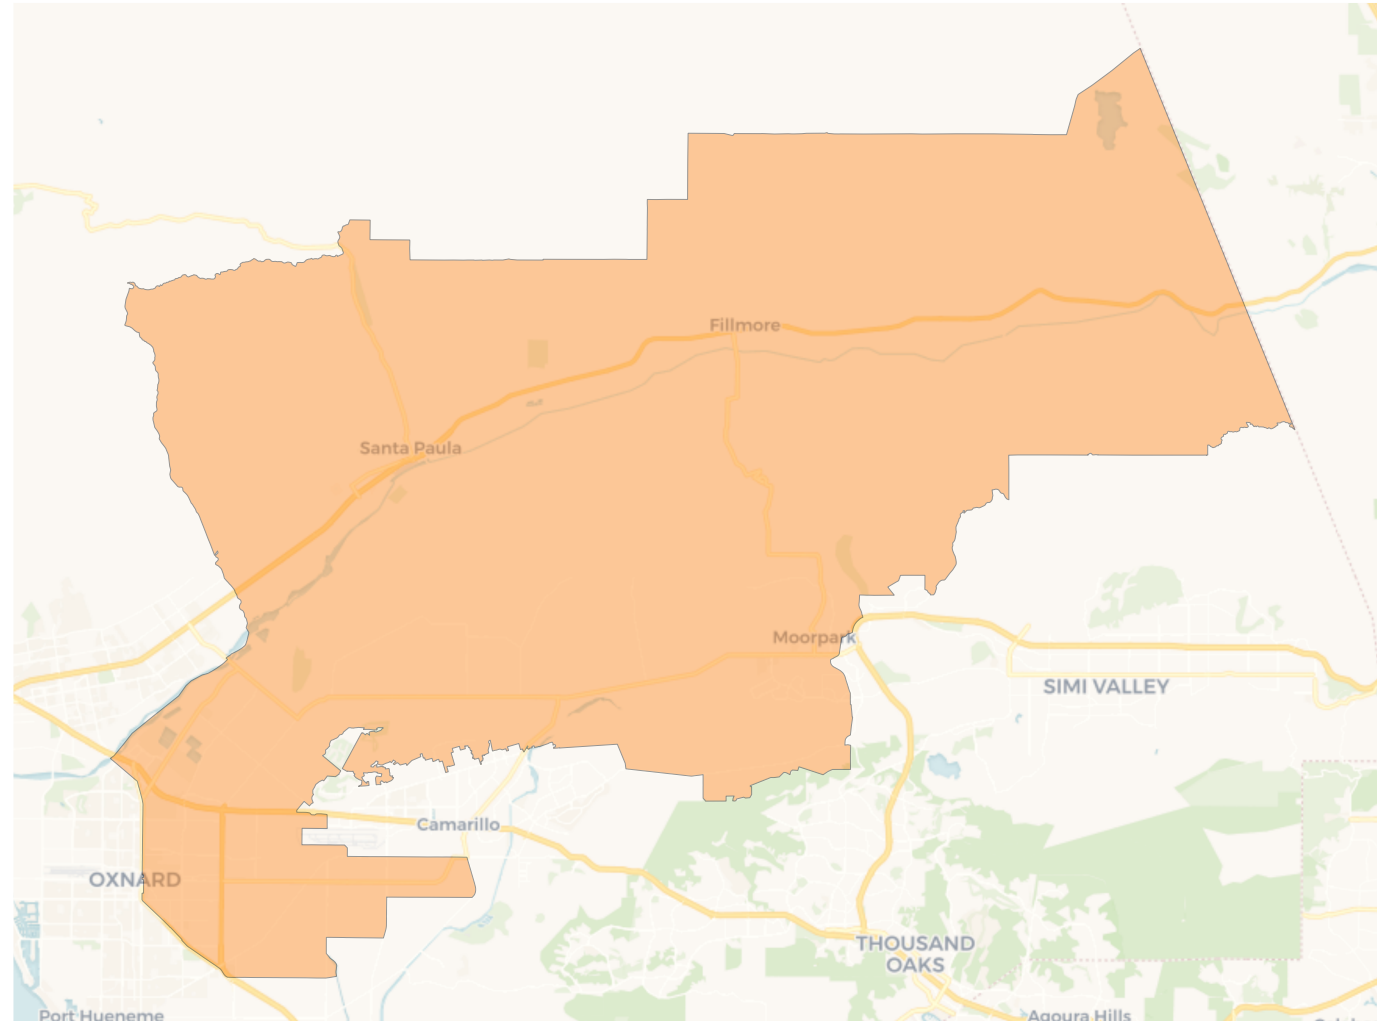 Fillmore
Santa Paula
Moorpark
SIMI VALLEY
Camarillo
OXNARD
THOUSAND
OAKS
Port Hueneme
Agoura Hills